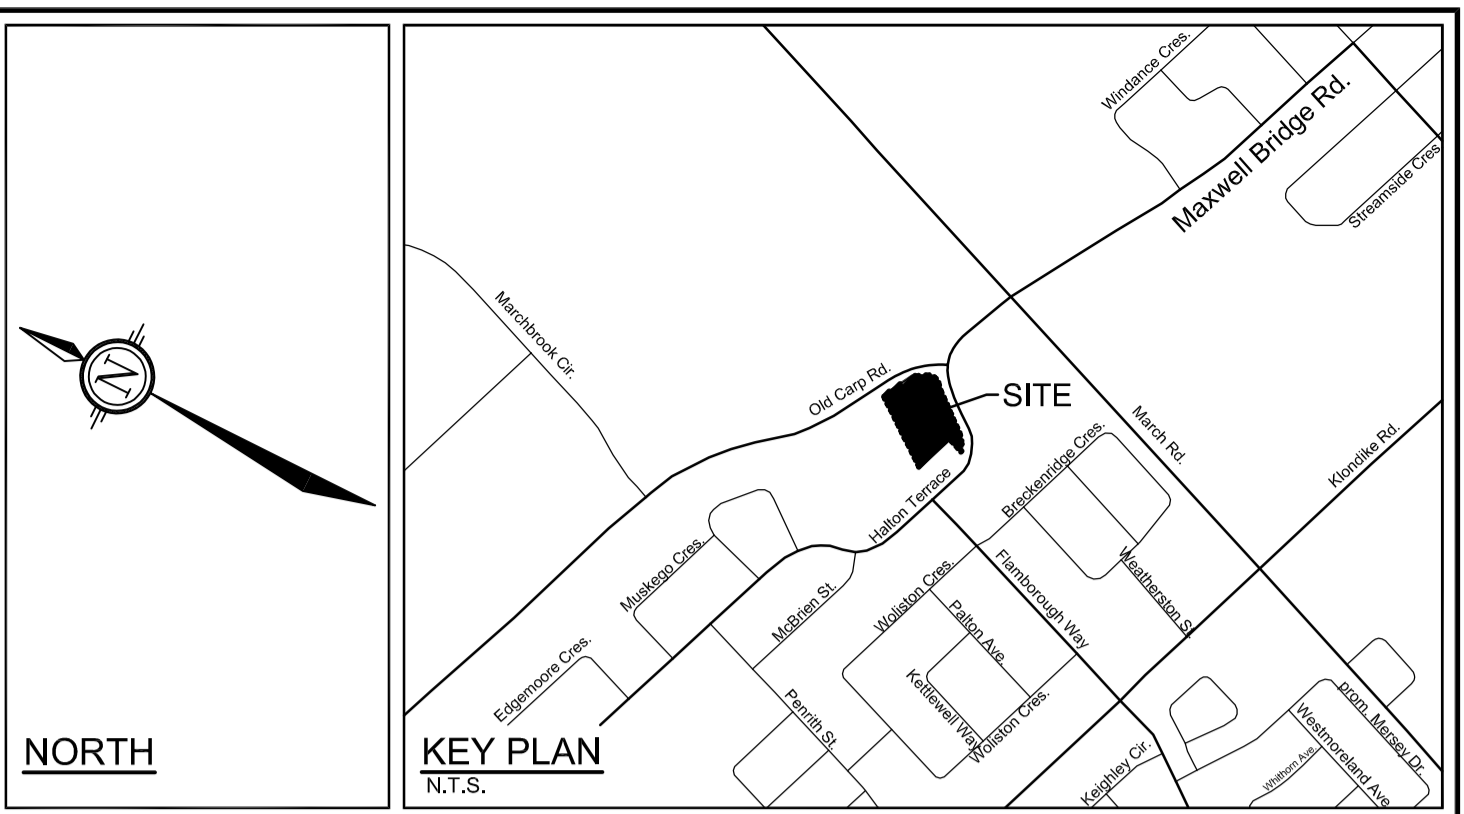 N
NORTH
KEY PLAN
N.T.S.
Windance Cres.
Maxwell Bridge Rd.
Streamside Cres.
Marchbrook Cir.
Old Carp Rd.
SITE
March Rd.
Klondike Rd.
Breckenridge Cres.
Halton Terrace
Muskego Cres.
McBrien St.
Woliston Cres.
Flamborough Way
Weatherston St.
Palton Ave.
Edgemoore Cres.
Kettlewell Way
Woliston Cres.
Penrith St.
Keighley Cir.
Whithorn Ave.
Westmoreland Ave.
prom. Mersey Dr.